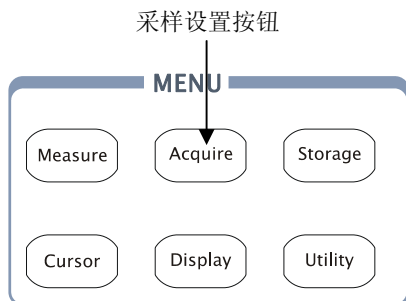 采样设置按钮
MENU
Measure Acquire Storage
Cursor Display Utility